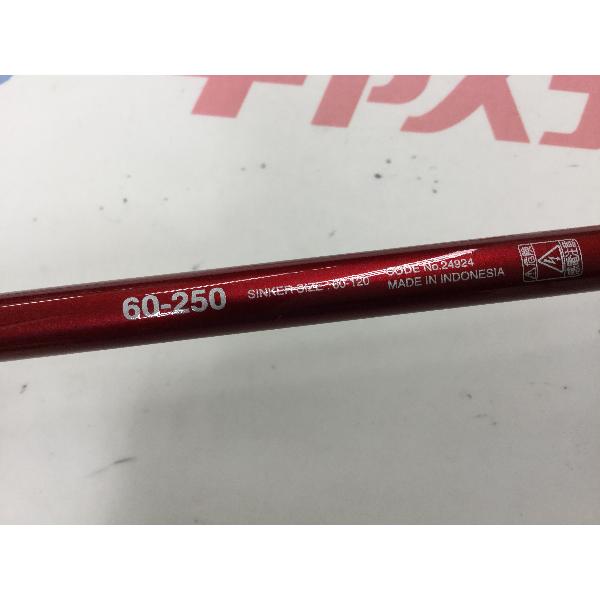 60-250
SINKER SIZE : 60-120
CODE No.24924
MADE IN INDONESIA